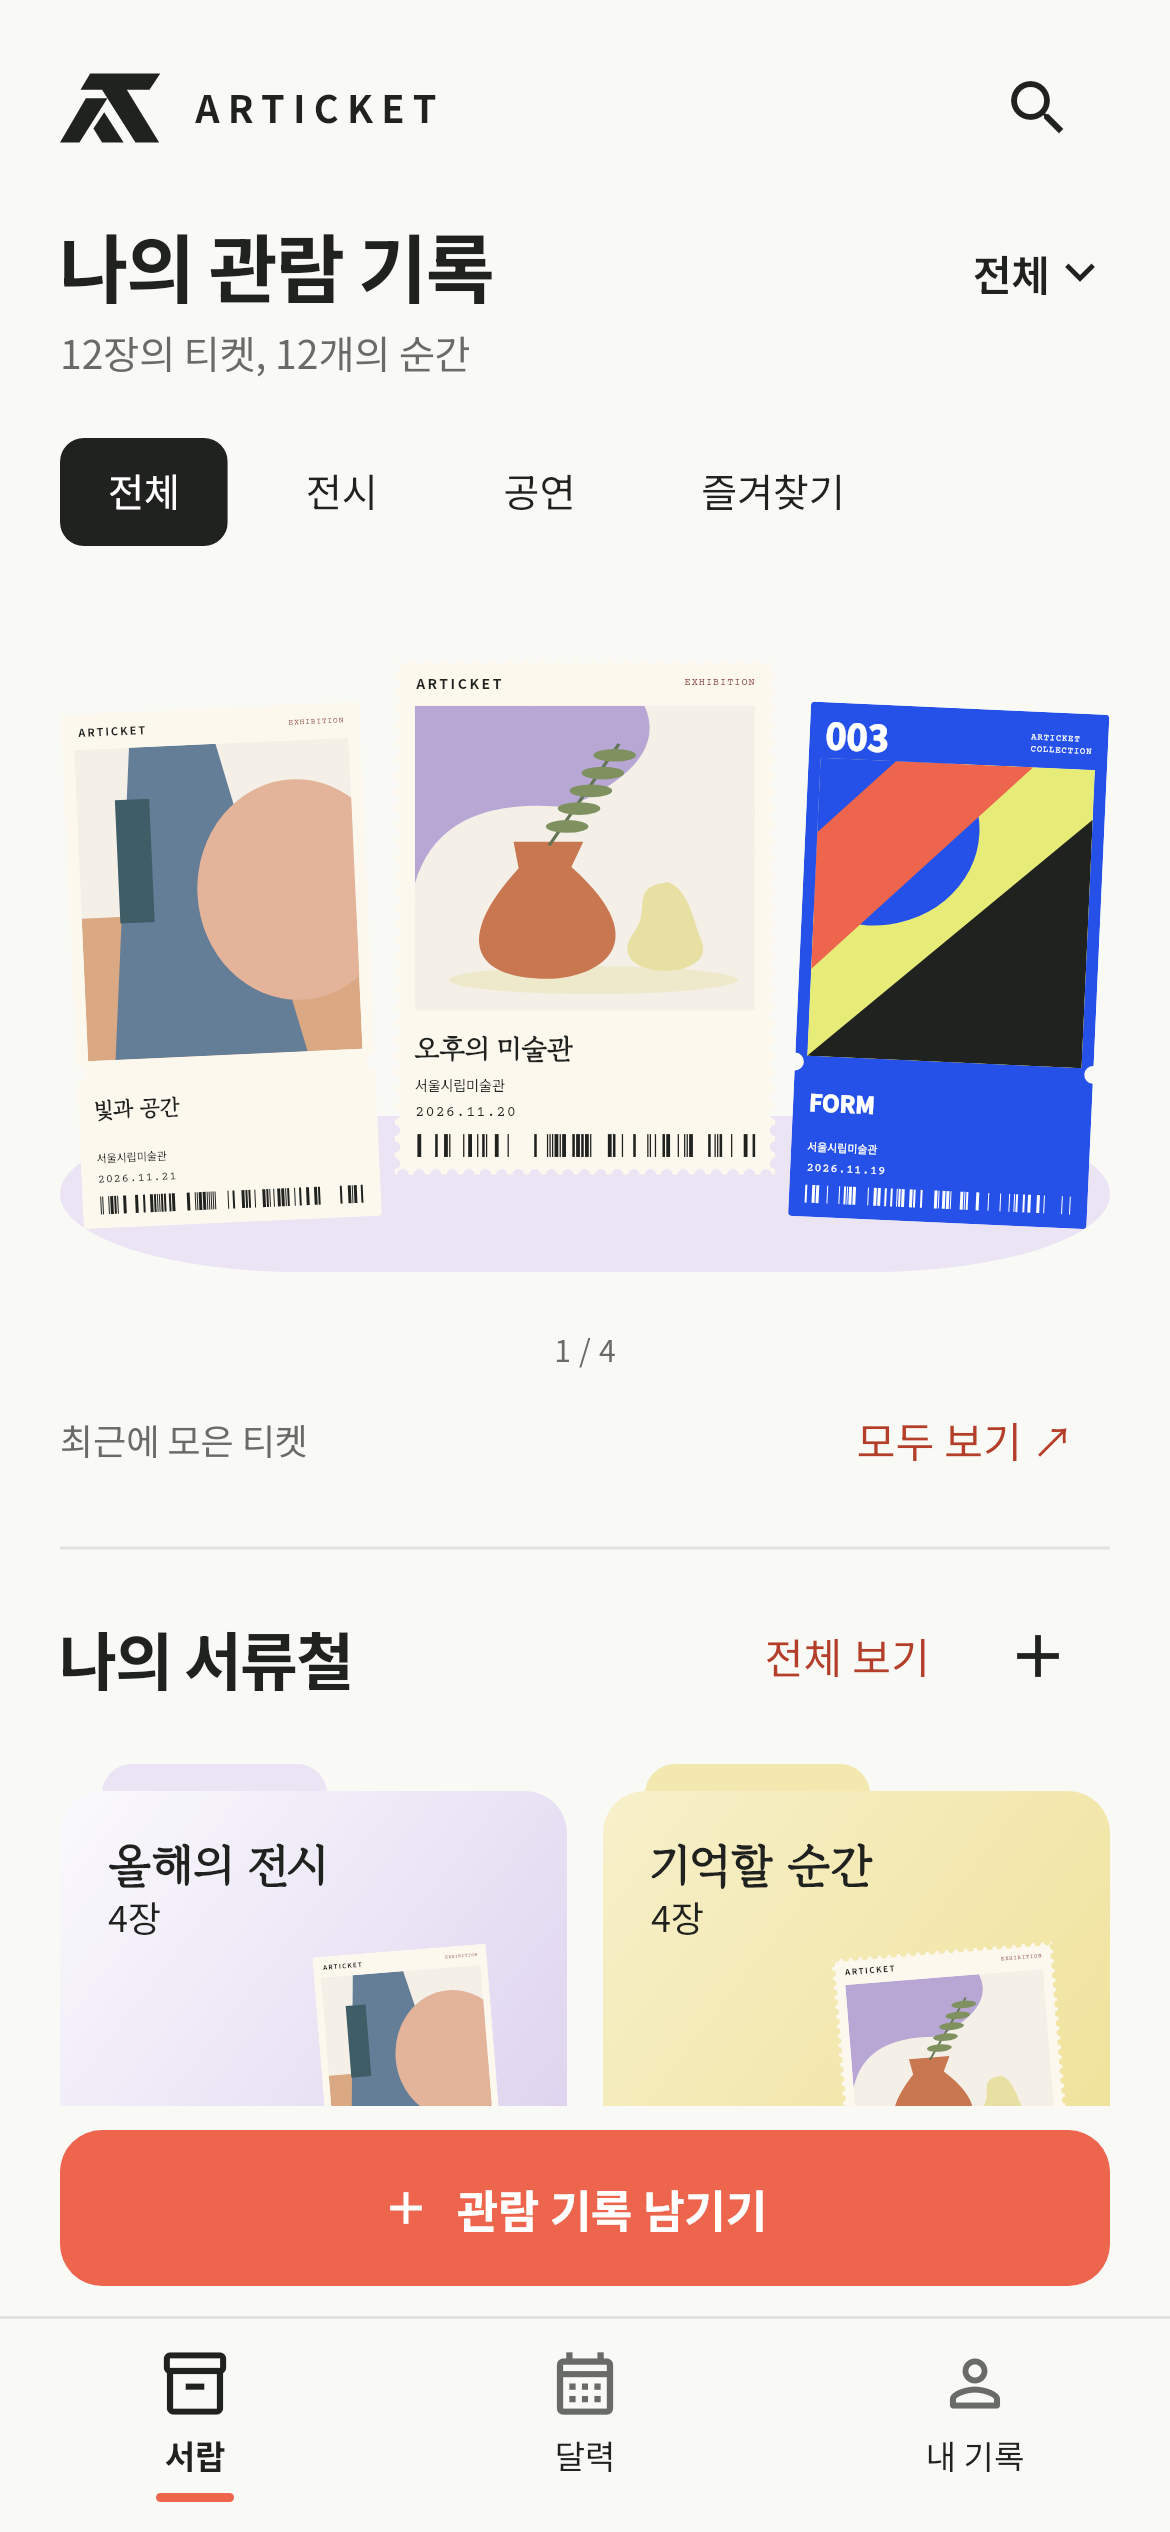 ARTICKET
나의 관람 기록
전체
12장의 티켓, 12개의 순간
전체 전시 공연 즐겨찾기
ARTICKET EXHIBITION
빛과 공간
서울시립미술관
2026.11.21
ARTICKET EXHIBITION
오후의 미술관
서울시립미술관
2026.11.20
003
ARTICKET
COLLECTION
FORM
서울시립미술관
2026.11.19
1 / 4
최근에 모은 티켓
모두 보기 ↗
나의 서류철
전체 보기 +
올해의 전시
4장
ARTICKET EXHIBITION
기억할 순간
4장
ARTICKET EXHIBITION
+ 관람 기록 남기기
서랍 달력 내 기록